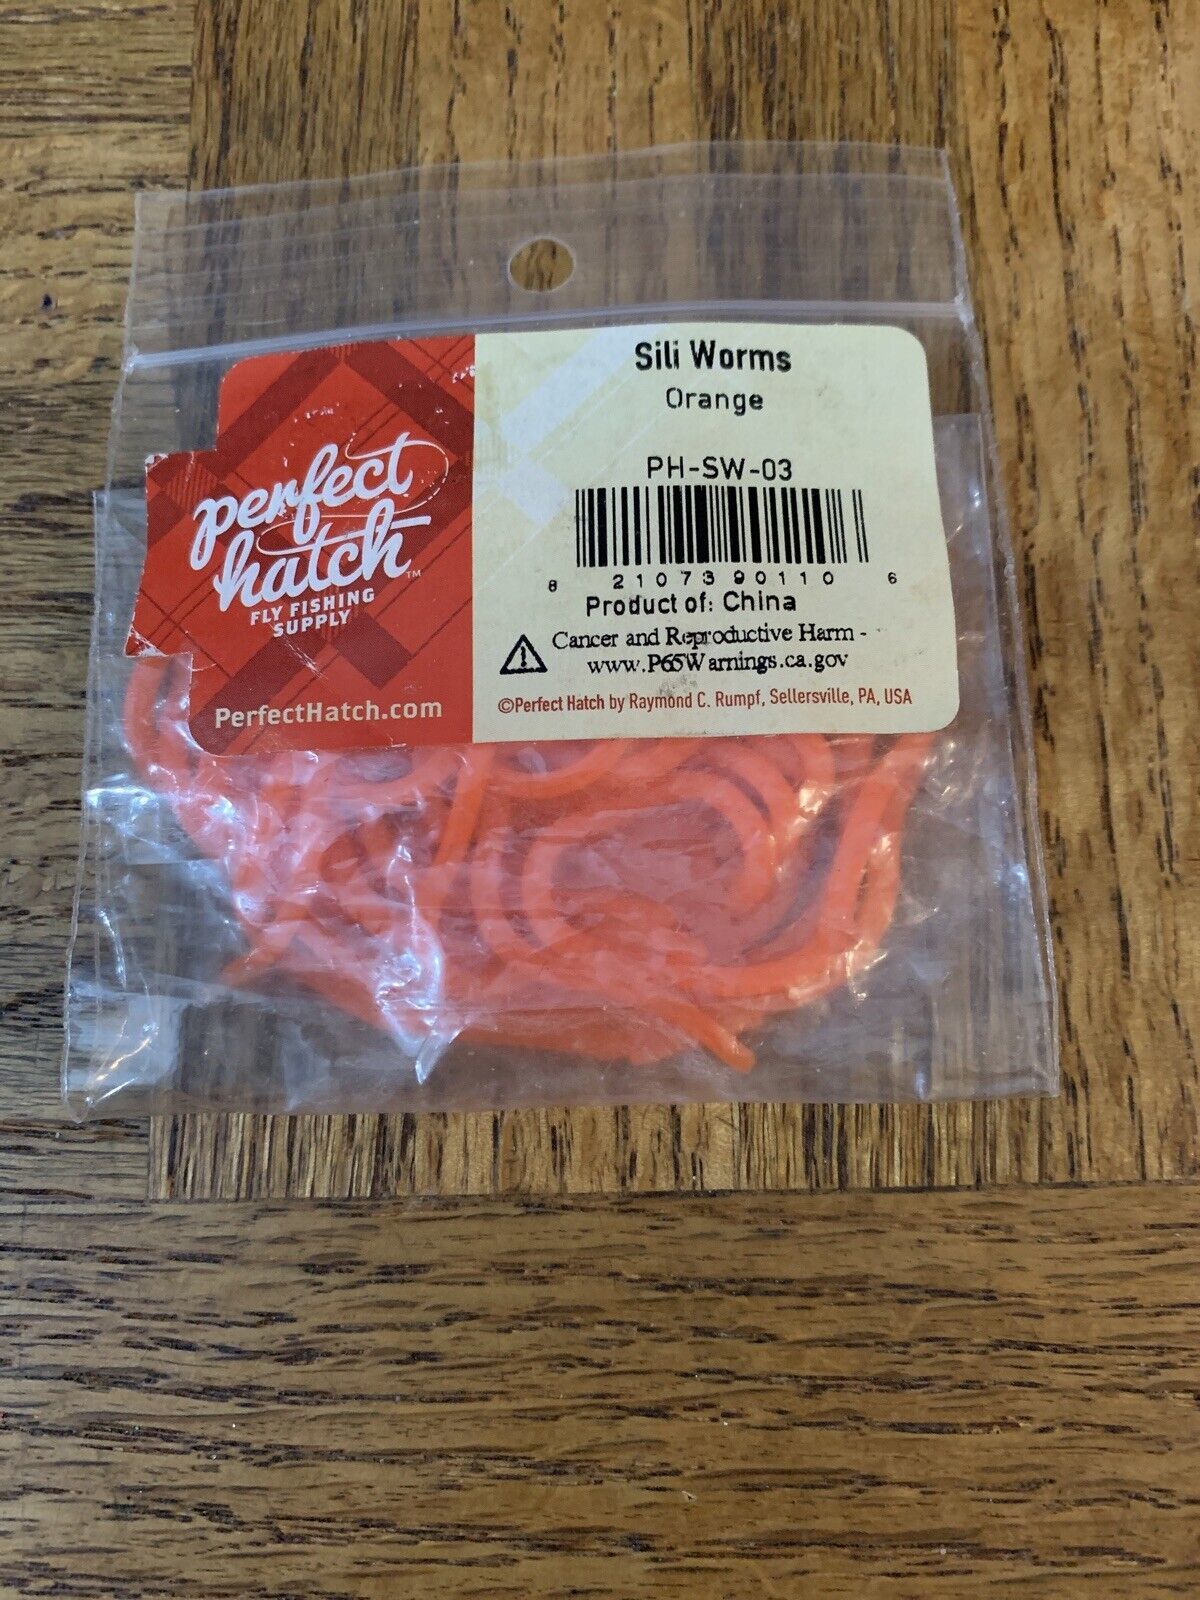 perfect
hatch™
FLY FISHING
SUPPLY
PerfectHatch.com
Sili Worms
Orange
PH-SW-03
8 21073 90110 6
Product of: China
Cancer and Reproductive Harm -
www.P65Warnings.ca.gov
©Perfect Hatch by Raymond C. Rumpf, Sellersville, PA, USA